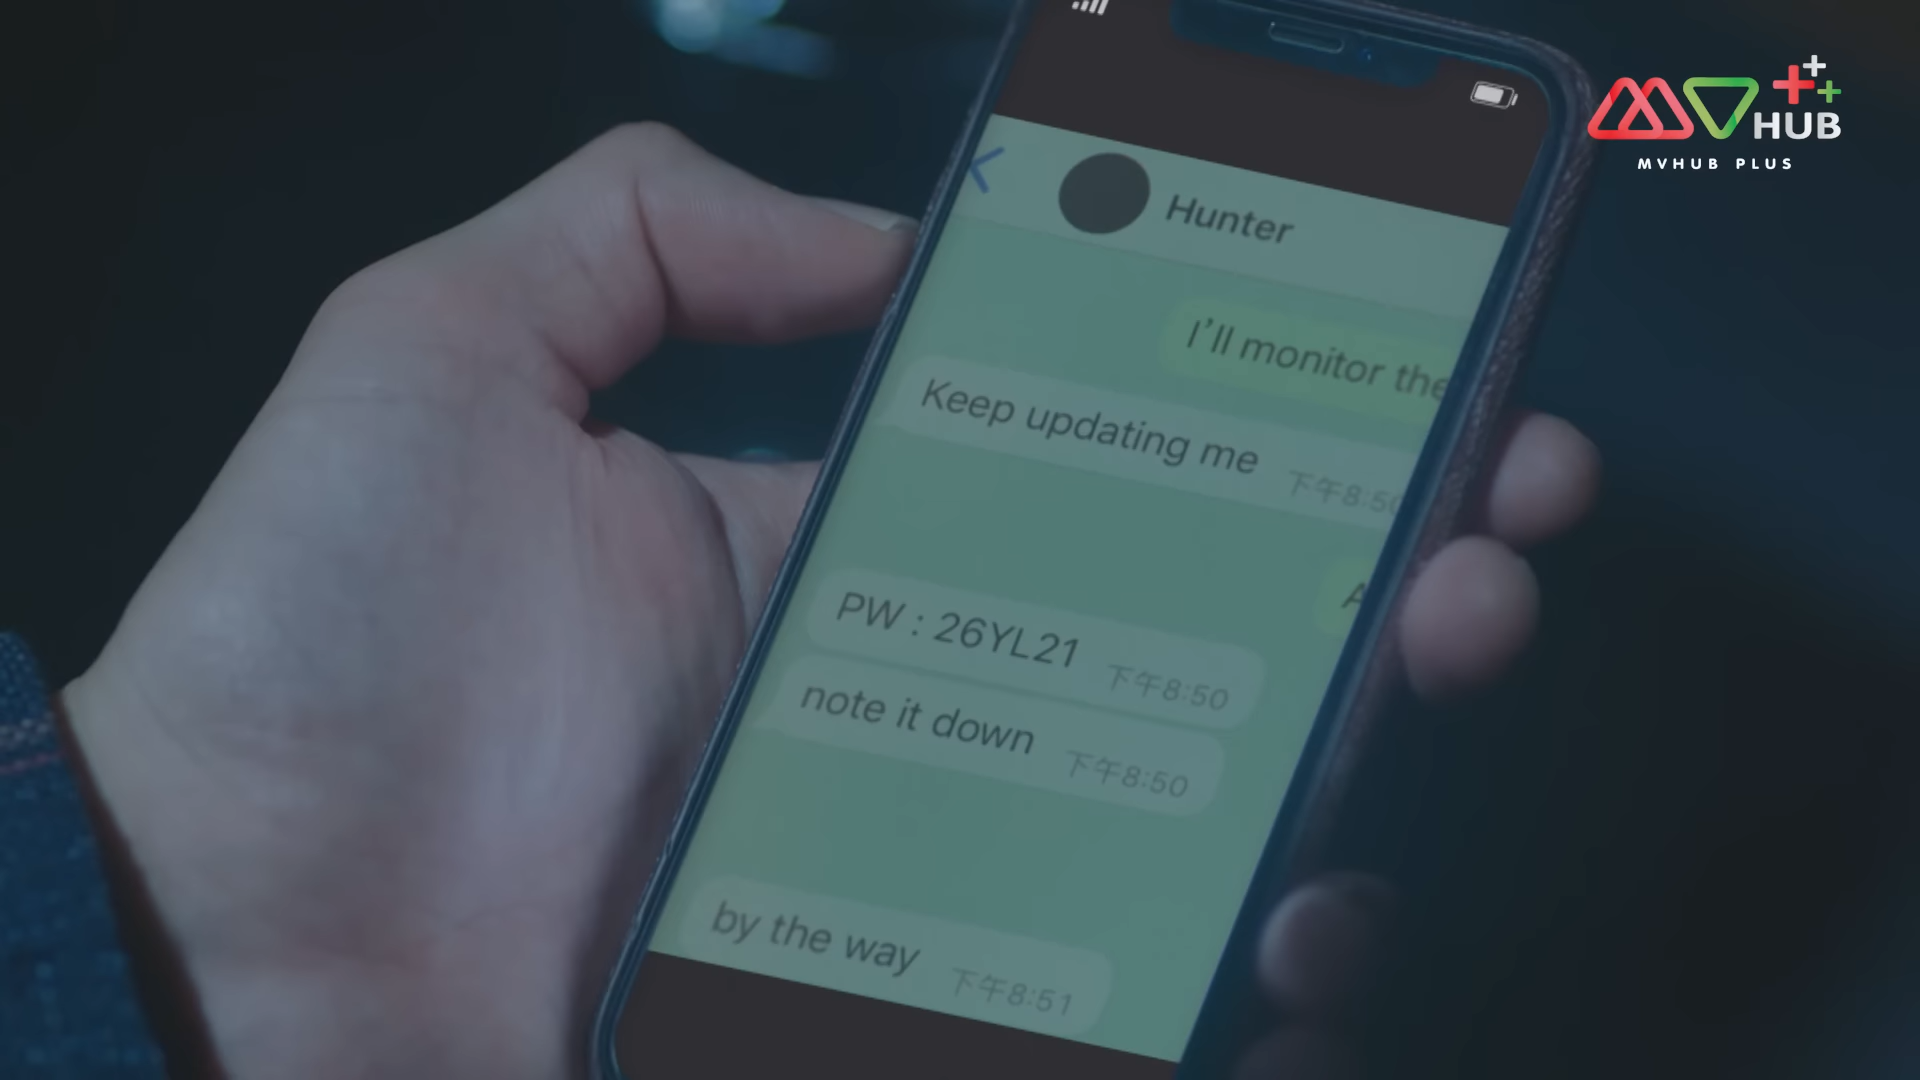 HUB
MVHUB PLUS
Hunter
I'll monitor the
Keep updating me 下午8:50
A
PW : 26YL21 下午8:50
note it down 下午8:50
by the way 下午8:51